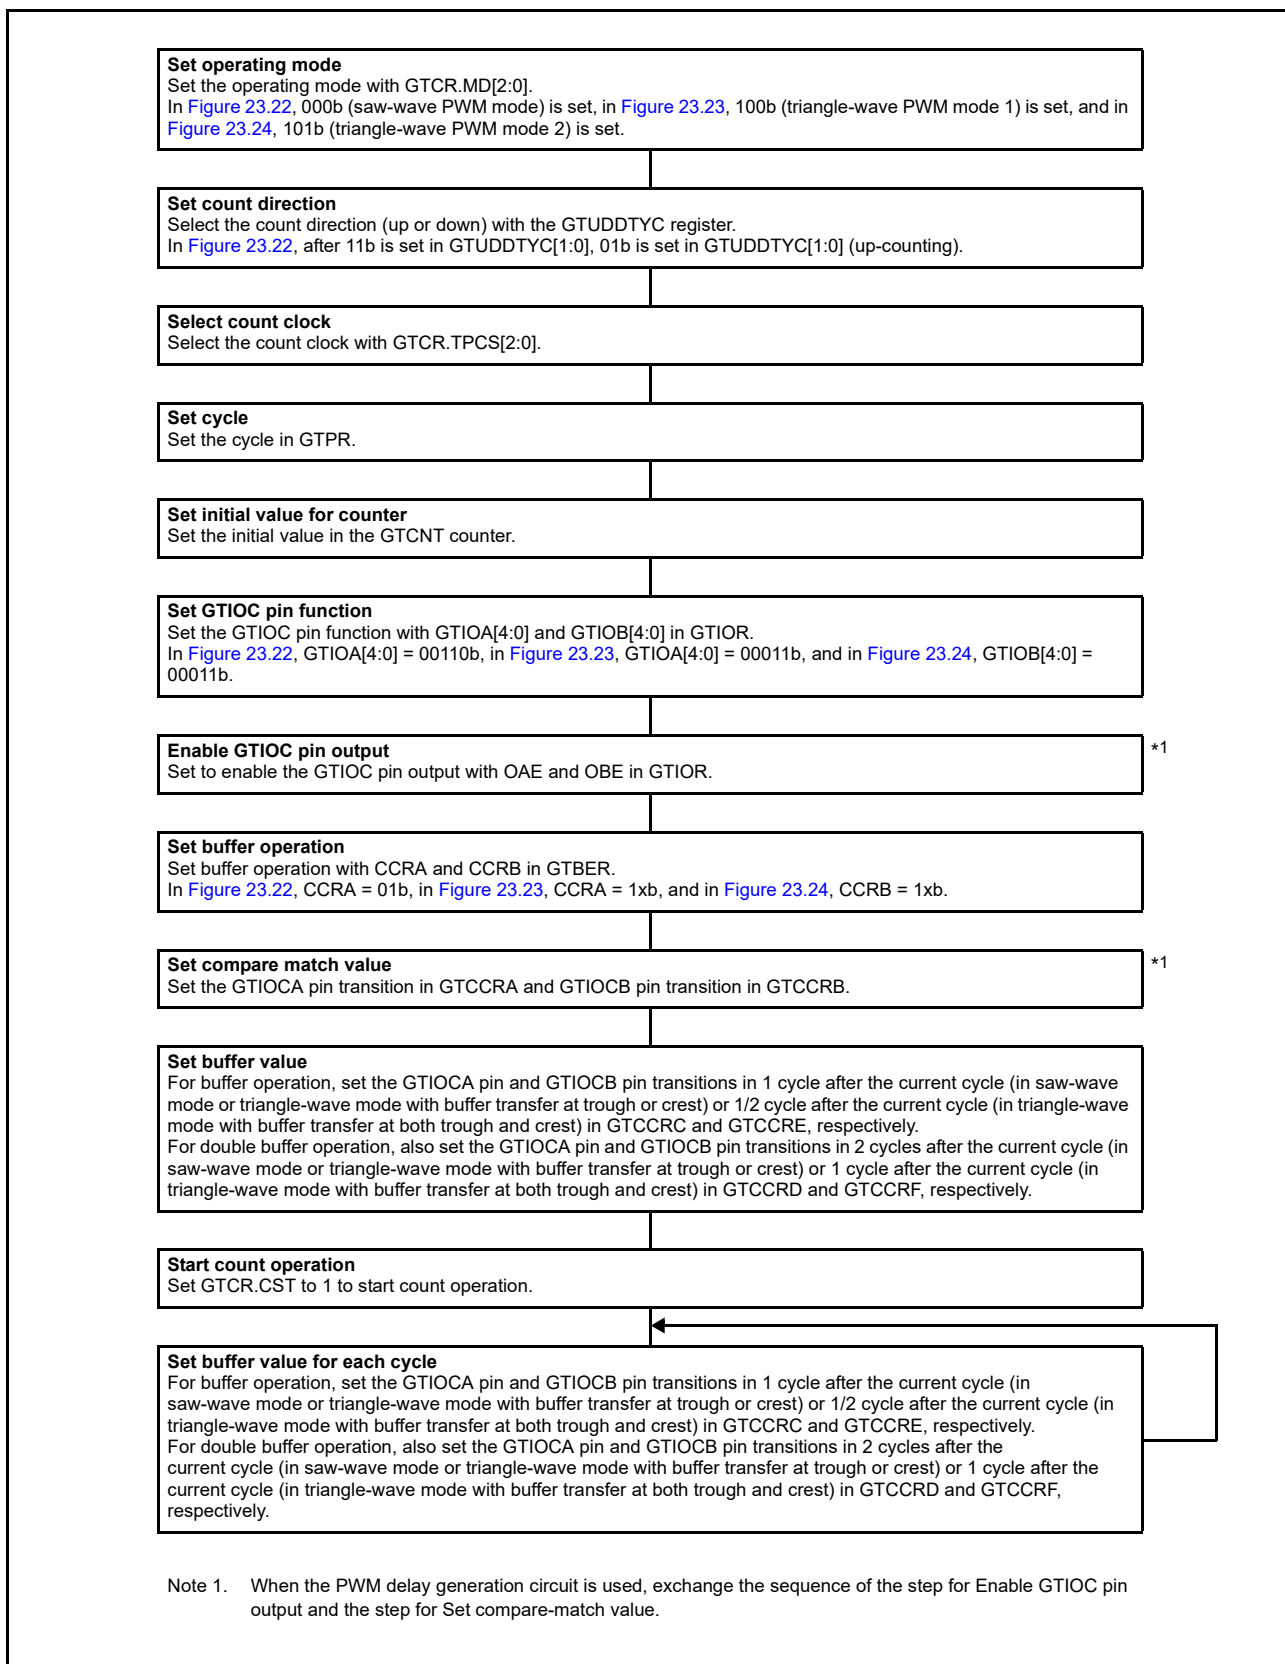 Set operating mode
Set the operating mode with GTCR.MD[2:0].
In Figure 23.22, 000b (saw-wave PWM mode) is set, in Figure 23.23, 100b (triangle-wave PWM mode 1) is set, and in
Figure 23.24, 101b (triangle-wave PWM mode 2) is set.
Set count direction
Select the count direction (up or down) with the GTUDDTYC register.
In Figure 23.22, after 11b is set in GTUDDTYC[1:0], 01b is set in GTUDDTYC[1:0] (up-counting).
Select count clock
Select the count clock with GTCR.TPCS[2:0].
Set cycle
Set the cycle in GTPR.
Set initial value for counter
Set the initial value in the GTCNT counter.
Set GTIOC pin function
Set the GTIOC pin function with GTIOA[4:0] and GTIOB[4:0] in GTIOR.
In Figure 23.22, GTIOA[4:0] = 00110b, in Figure 23.23, GTIOA[4:0] = 00011b, and in Figure 23.24, GTIOB[4:0] =
00011b.
Enable GTIOC pin output *1
Set to enable the GTIOC pin output with OAE and OBE in GTIOR.
Set buffer operation
Set buffer operation with CCRA and CCRB in GTBER.
In Figure 23.22, CCRA = 01b, in Figure 23.23, CCRA = 1xb, and in Figure 23.24, CCRB = 1xb.
Set compare match value *1
Set the GTIOCA pin transition in GTCCRA and GTIOCB pin transition in GTCCRB.
Set buffer value
For buffer operation, set the GTIOCA pin and GTIOCB pin transitions in 1 cycle after the current cycle (in saw-wave
mode or triangle-wave mode with buffer transfer at trough or crest) or 1/2 cycle after the current cycle (in triangle-wave
mode with buffer transfer at both trough and crest) in GTCCRC and GTCCRE, respectively.
For double buffer operation, also set the GTIOCA pin and GTIOCB pin transitions in 2 cycles after the current cycle (in
saw-wave mode or triangle-wave mode with buffer transfer at trough or crest) or 1 cycle after the current cycle (in
triangle-wave mode with buffer transfer at both trough and crest) in GTCCRD and GTCCRF, respectively.
Start count operation
Set GTCR.CST to 1 to start count operation.
Set buffer value for each cycle
For buffer operation, set the GTIOCA pin and GTIOCB pin transitions in 1 cycle after the current cycle (in
saw-wave mode or triangle-wave mode with buffer transfer at trough or crest) or 1/2 cycle after the current cycle (in
triangle-wave mode with buffer transfer at both trough and crest) in GTCCRC and GTCCRE, respectively.
For double buffer operation, also set the GTIOCA pin and GTIOCB pin transitions in 2 cycles after the
current cycle (in saw-wave mode or triangle-wave mode with buffer transfer at trough or crest) or 1 cycle after the
current cycle (in triangle-wave mode with buffer transfer at both trough and crest) in GTCCRD and GTCCRF,
respectively.
Note 1. When the PWM delay generation circuit is used, exchange the sequence of the step for Enable GTIOC pin
output and the step for Set compare-match value.